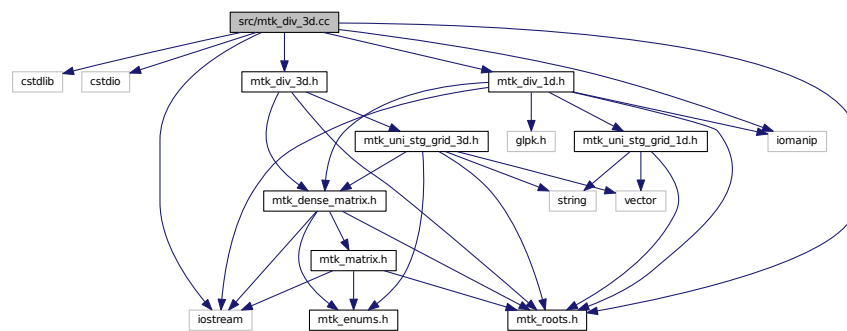 src/mtk_div_3d.cc
cstdlib
cstdio
mtk_div_3d.h
mtk_div_1d.h
mtk_uni_stg_grid_3d.h
glpk.h
mtk_uni_stg_grid_1d.h
iomanip
mtk_dense_matrix.h
string
vector
mtk_matrix.h
iostream
mtk_enums.h
mtk_roots.h